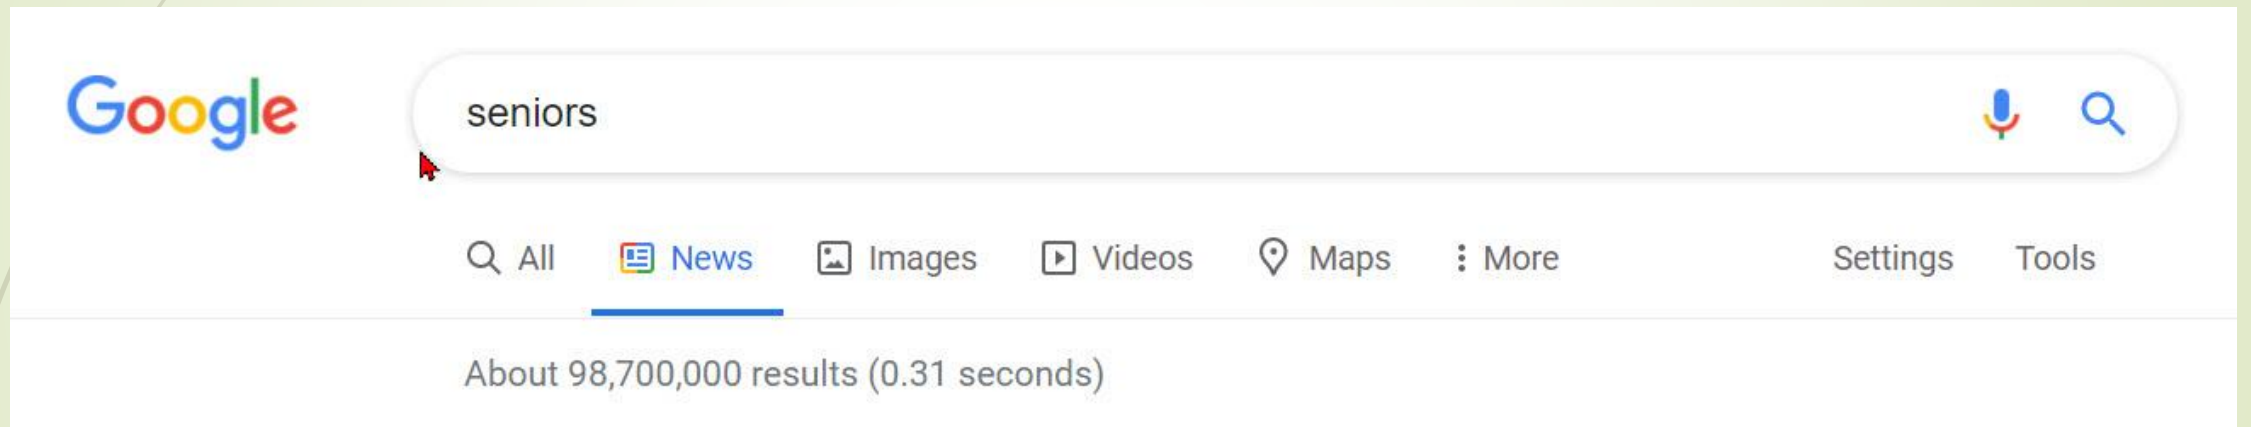 Google seniors
All News Images Videos Maps More Settings Tools
About 98,700,000 results (0.31 seconds)